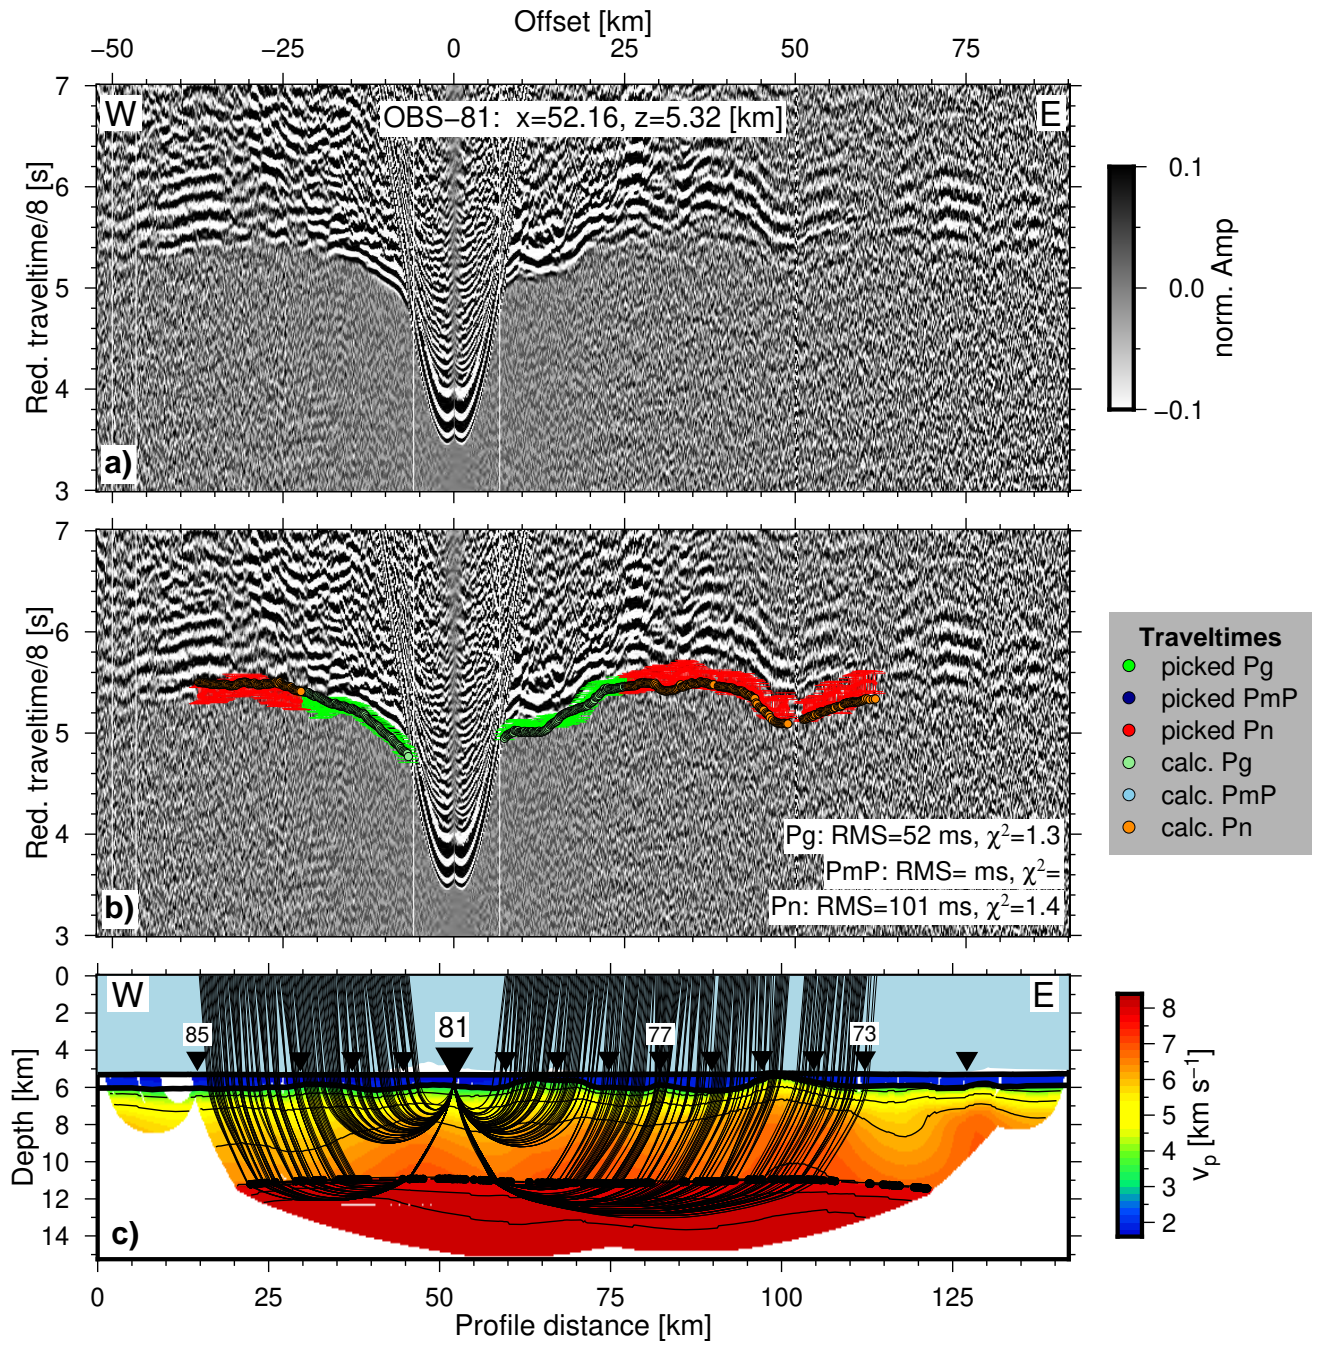 Offset [km]
−50 −25 0 25 50 75
7
6
5
4
3
Red. traveltime/8 [s]
W
OBS−81: x=52.16, z=5.32 [km]
E
a)
0.1
0.0
−0.1
norm. Amp
7
6
5
4
3
Red. traveltime/8 [s]
Pg: RMS=52 ms, χ²=1.3
PmP: RMS= ms, χ²=
Pn: RMS=101 ms, χ²=1.4
b)
Traveltimes
picked Pg
picked PmP
picked Pn
calc. Pg
calc. PmP
calc. Pn
0
2
4
6
8
10
12
14
Depth [km]
W
E
85
81
77
73
c)
8
7
6
5
4
3
2
vp [km s⁻¹]
0 25 50 75 100 125
Profile distance [km]